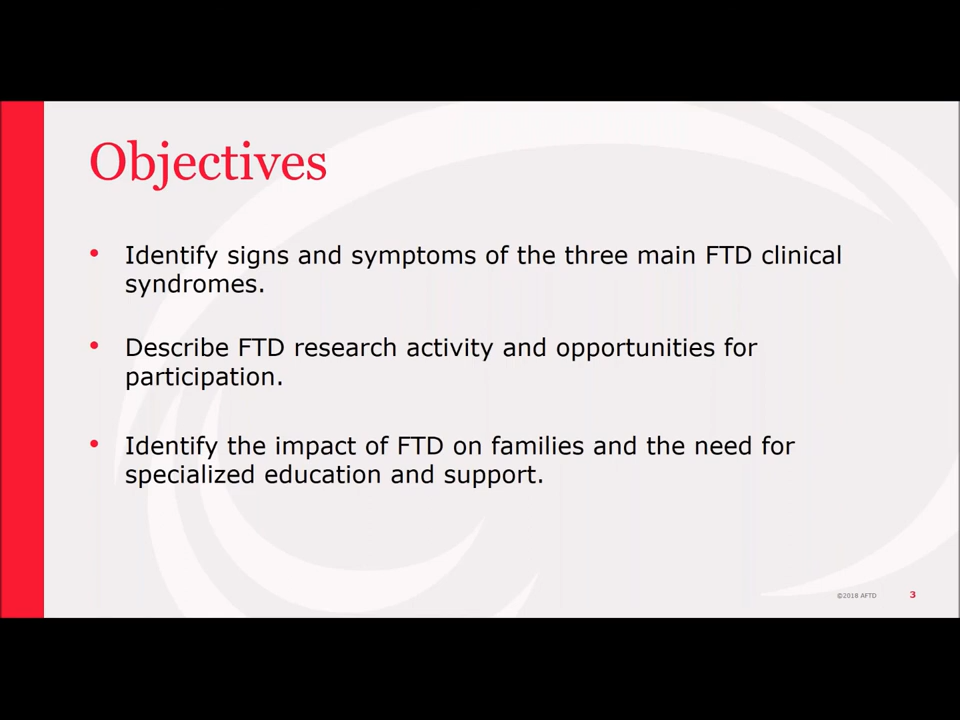 Objectives
• Identify signs and symptoms of the three main FTD clinical
syndromes.
• Describe FTD research activity and opportunities for
participation.
• Identify the impact of FTD on families and the need for
specialized education and support.
©2018 AFTD 3